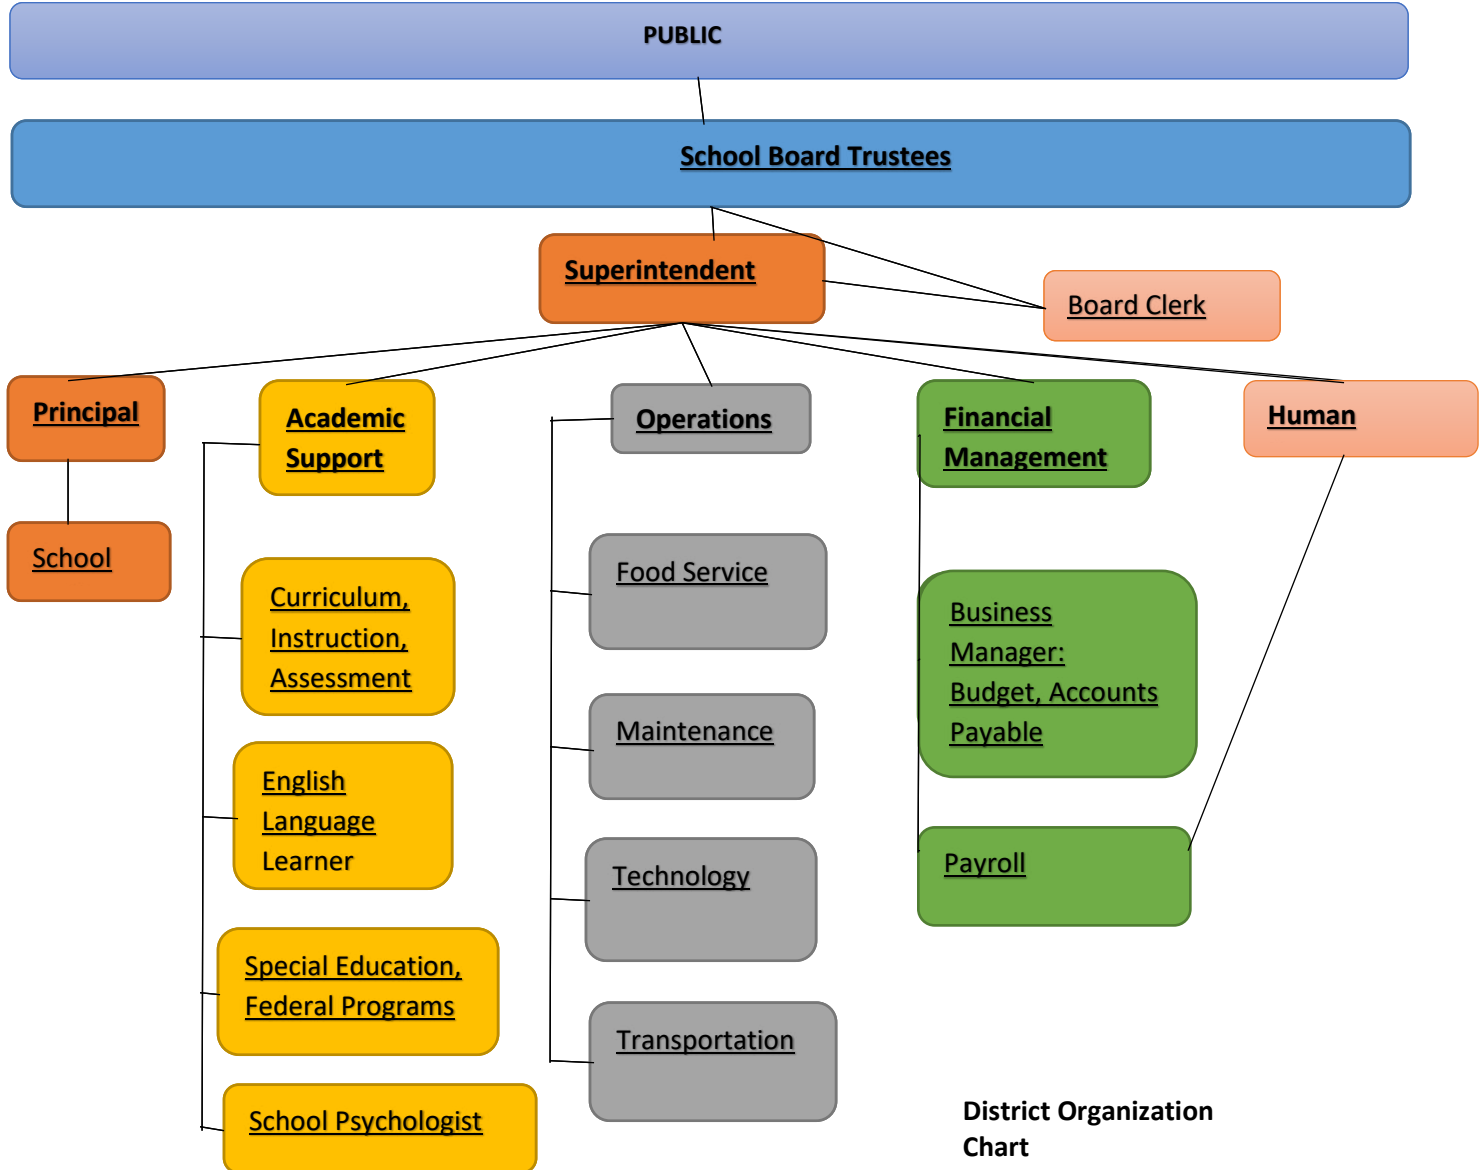 PUBLIC
School Board Trustees
Superintendent
Board Clerk
Principal
Academic
Support
Operations
Financial
Management
Human
School
Curriculum,
Instruction,
Assessment
English
Language
Learner
Special Education,
Federal Programs
School Psychologist
Food Service
Maintenance
Technology
Transportation
Business
Manager:
Budget, Accounts
Payable
Payroll
District Organization
Chart